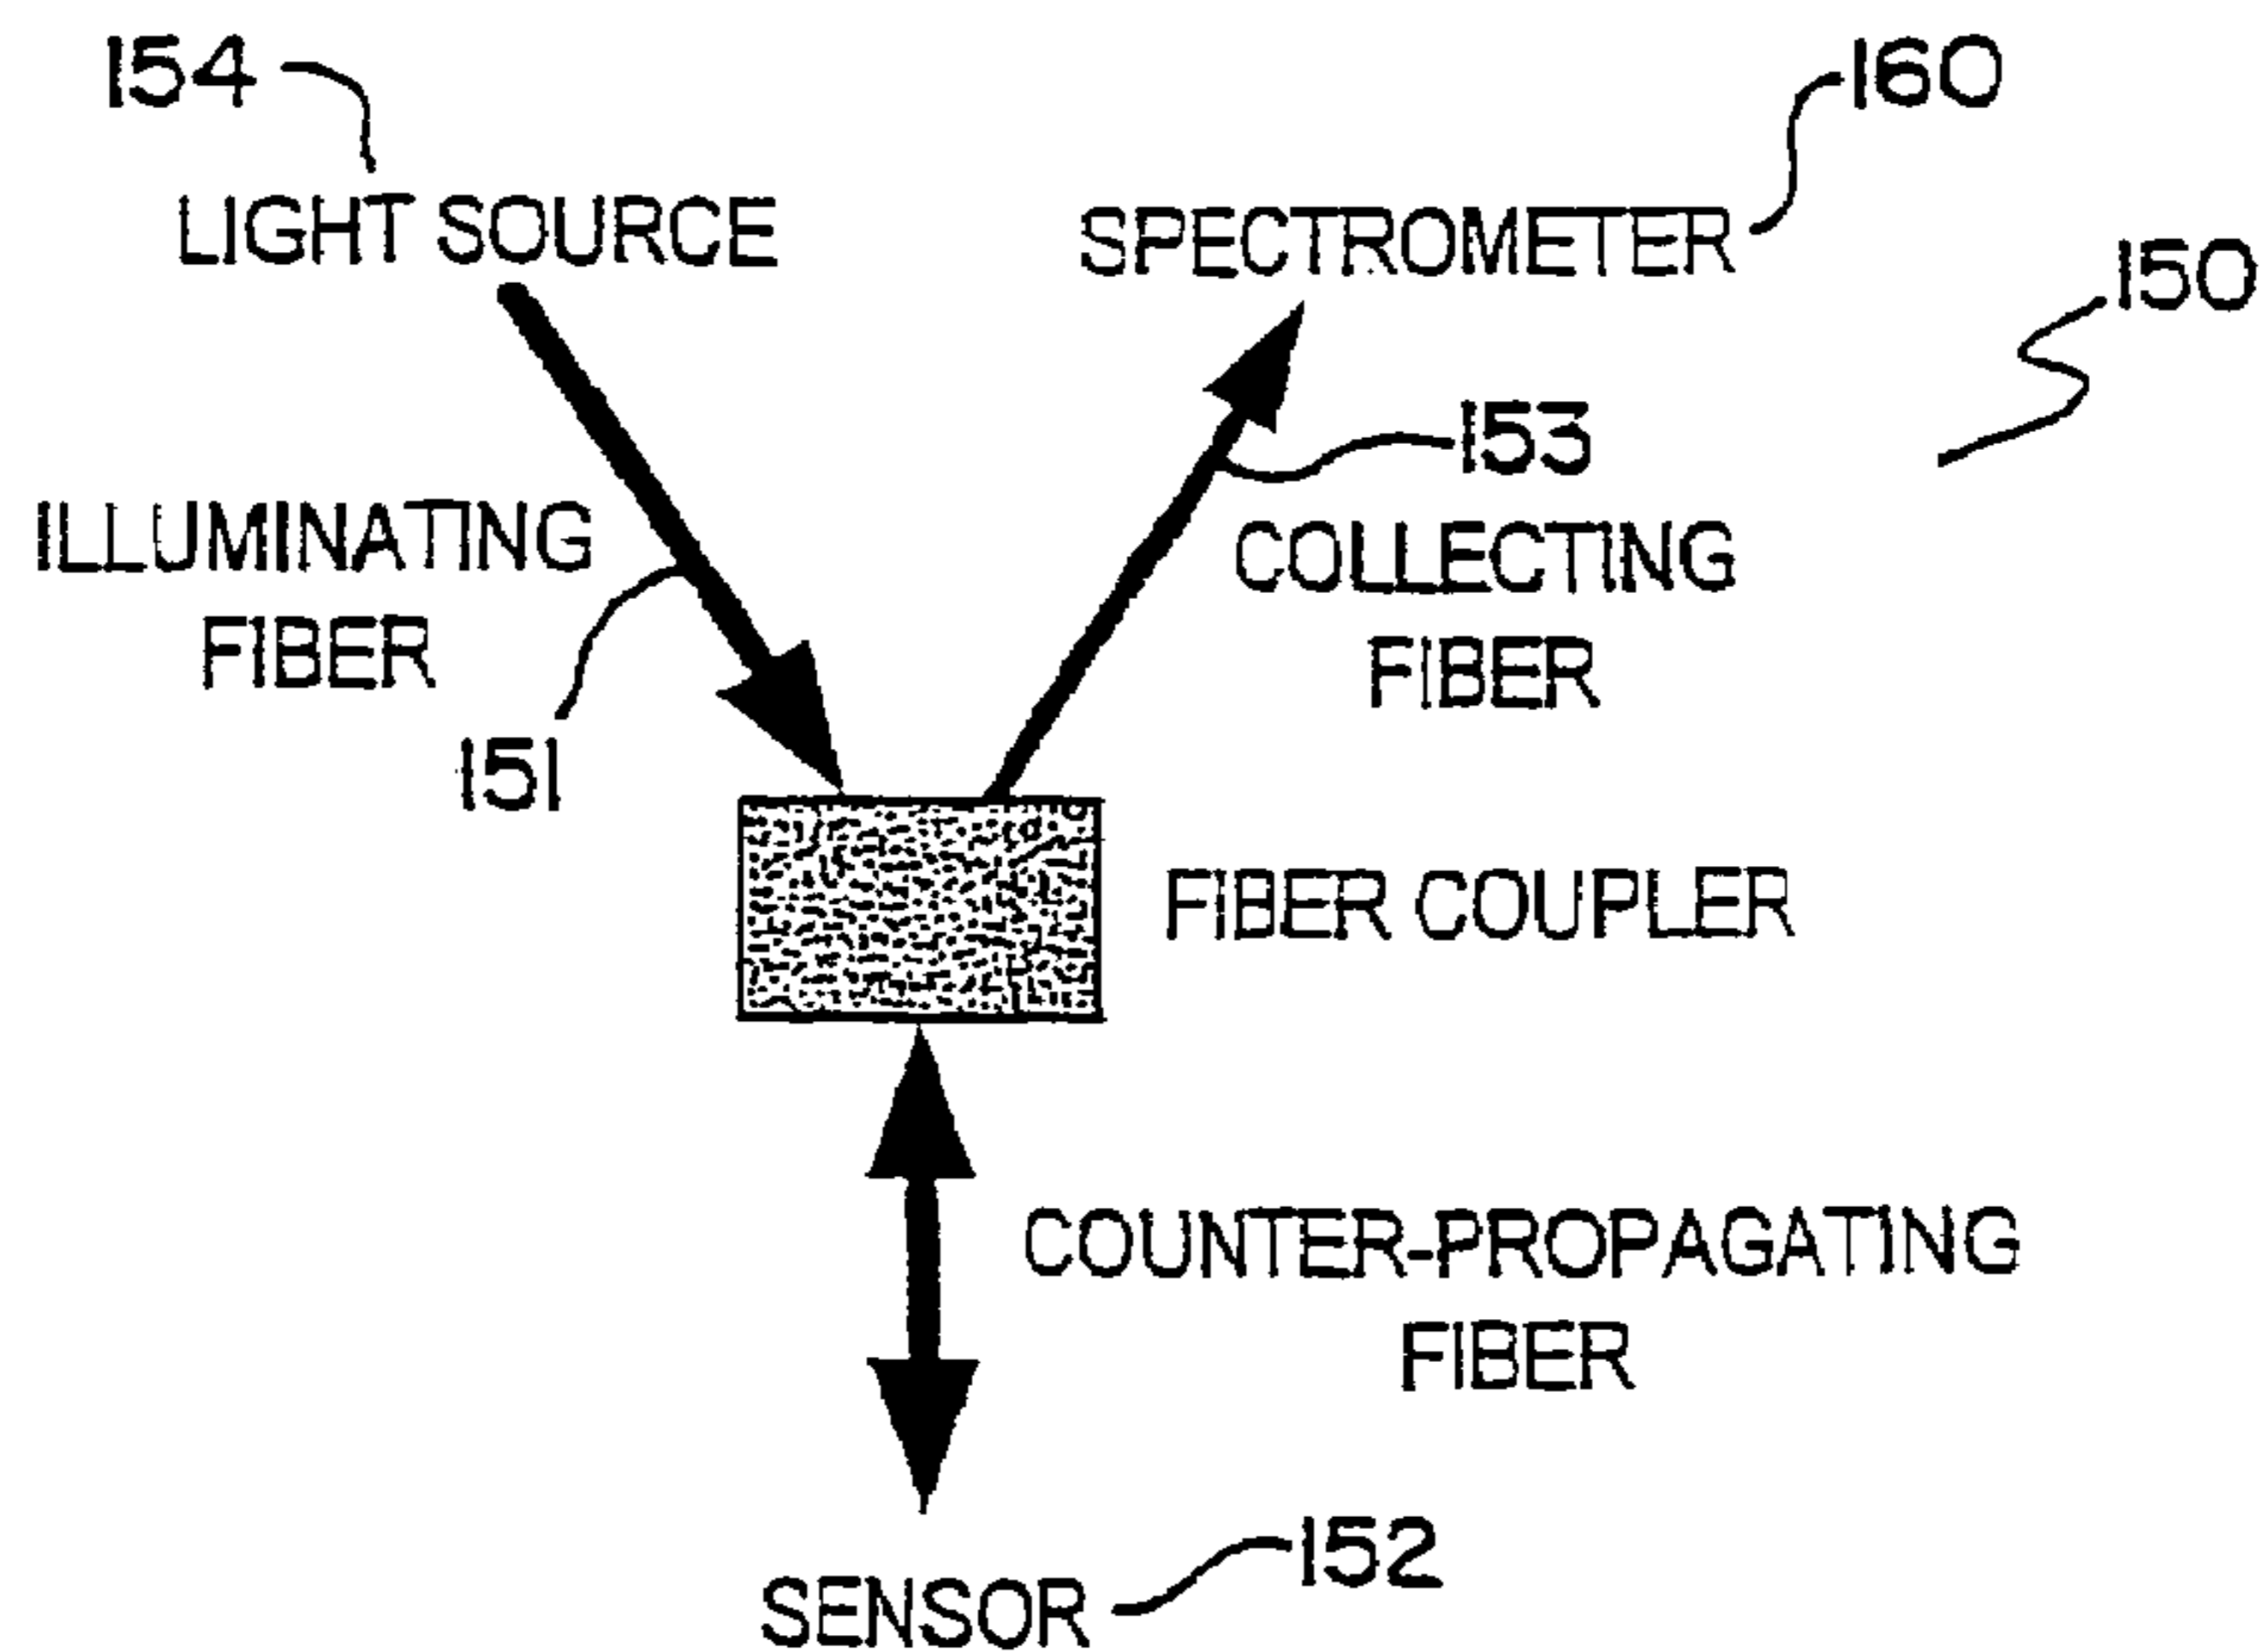 154
160
LIGHT SOURCE
SPECTROMETER
150
153
ILLUMINATING
FIBER
COLLECTING
FIBER
151
FIBER COUPLER
COUNTER-PROPAGATING
FIBER
152
SENSOR